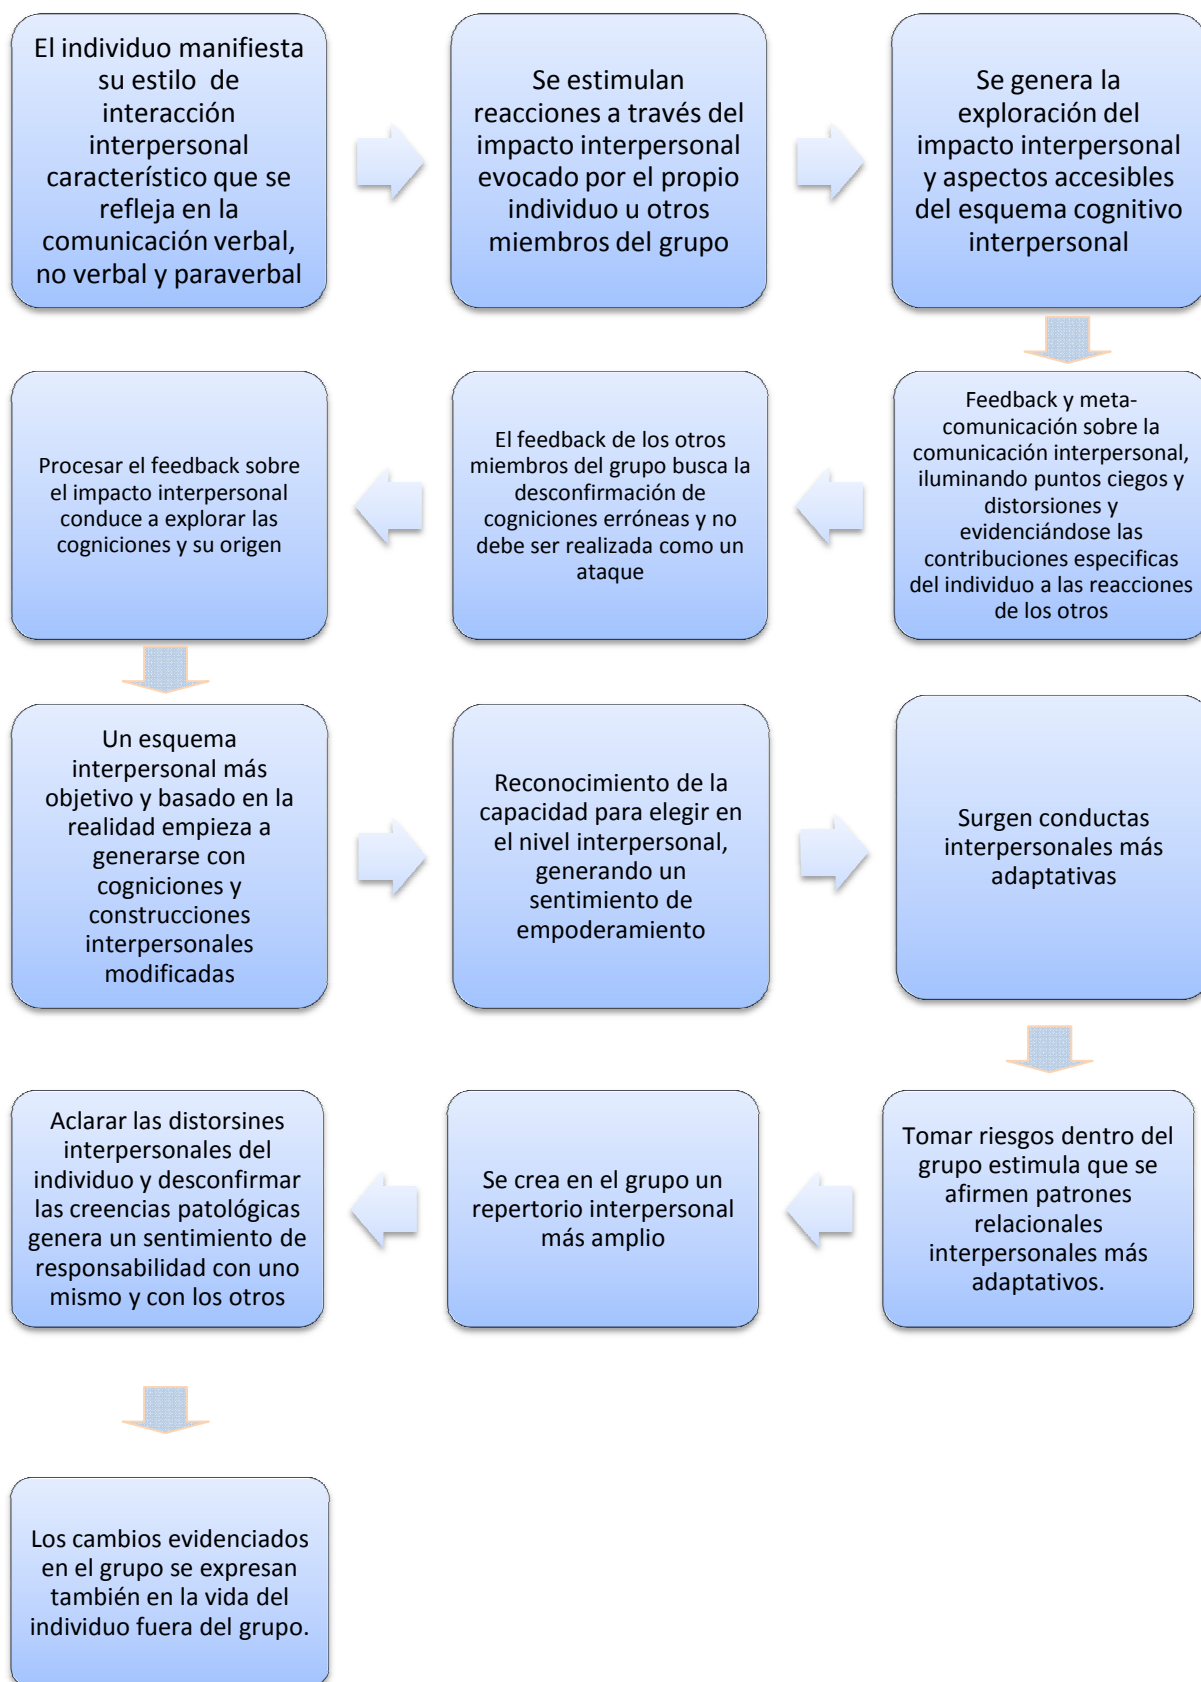 El individuo manifiesta
su estilo de
interacción
interpersonal
característico que se
refleja en la
comunicación verbal,
no verbal y paraverbal
Se estimulan
reacciones a través del
impacto interpersonal
evocado por el propio
individuo u otros
miembros del grupo
Se genera la
exploración del
impacto interpersonal
y aspectos accesibles
del esquema cognitivo
interpersonal
Feedback y meta-
comunicación sobre la
comunicación interpersonal,
iluminando puntos ciegos y
distorsiones y
evidenciándose las
contribuciones especificas
del individuo a las reacciones
de los otros
El feedback de los otros
miembros del grupo busca la
desconfirmación de
cogniciones erróneas y no
debe ser realizada como un
ataque
Procesar el feedback sobre
el impacto interpersonal
conduce a explorar las
cogniciones y su origen
Un esquema
interpersonal más
objetivo y basado en la
realidad empieza a
generarse con
cogniciones y
construcciones
interpersonales
modificadas
Reconocimiento de la
capacidad para elegir en
el nivel interpersonal,
generando un
sentimiento de
empoderamiento
Surgen conductas
interpersonales más
adaptativas
Tomar riesgos dentro del
grupo estimula que se
afirmen patrones
relacionales
interpersonales más
adaptativos.
Se crea en el grupo un
repertorio interpersonal
más amplio
Aclarar las distorsines
interpersonales del
individuo y desconfirmar
las creencias patológicas
genera un sentimiento de
responsabilidad con uno
mismo y con los otros
Los cambios evidenciados
en el grupo se expresan
también en la vida del
individuo fuera del grupo.